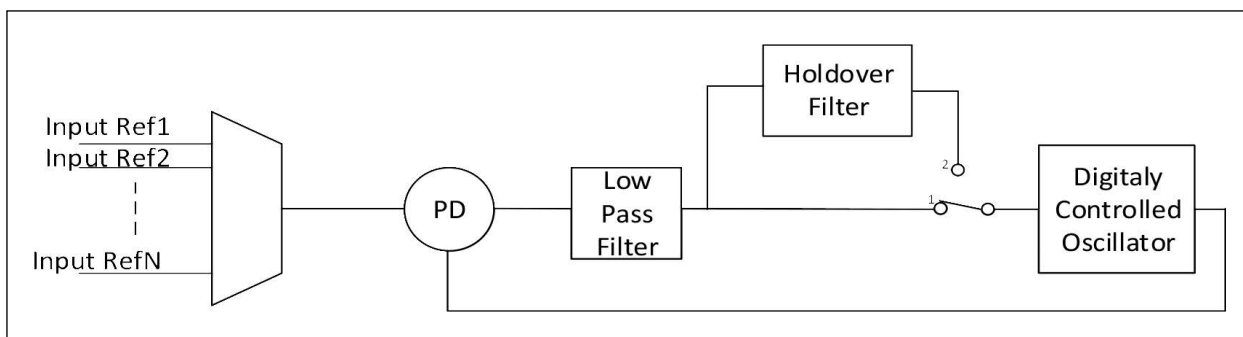 Input Ref1
Input Ref2
Input RefN
PD
Low
Pass
Filter
Holdover
Filter
2
1
Digitaly
Controlled
Oscillator